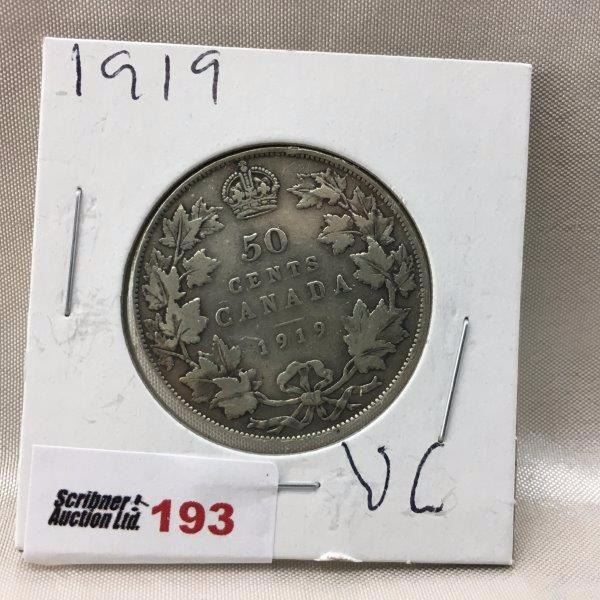 1919
50
CENTS
CANADA
1919
VG
Scribner
Auction Ltd.
193